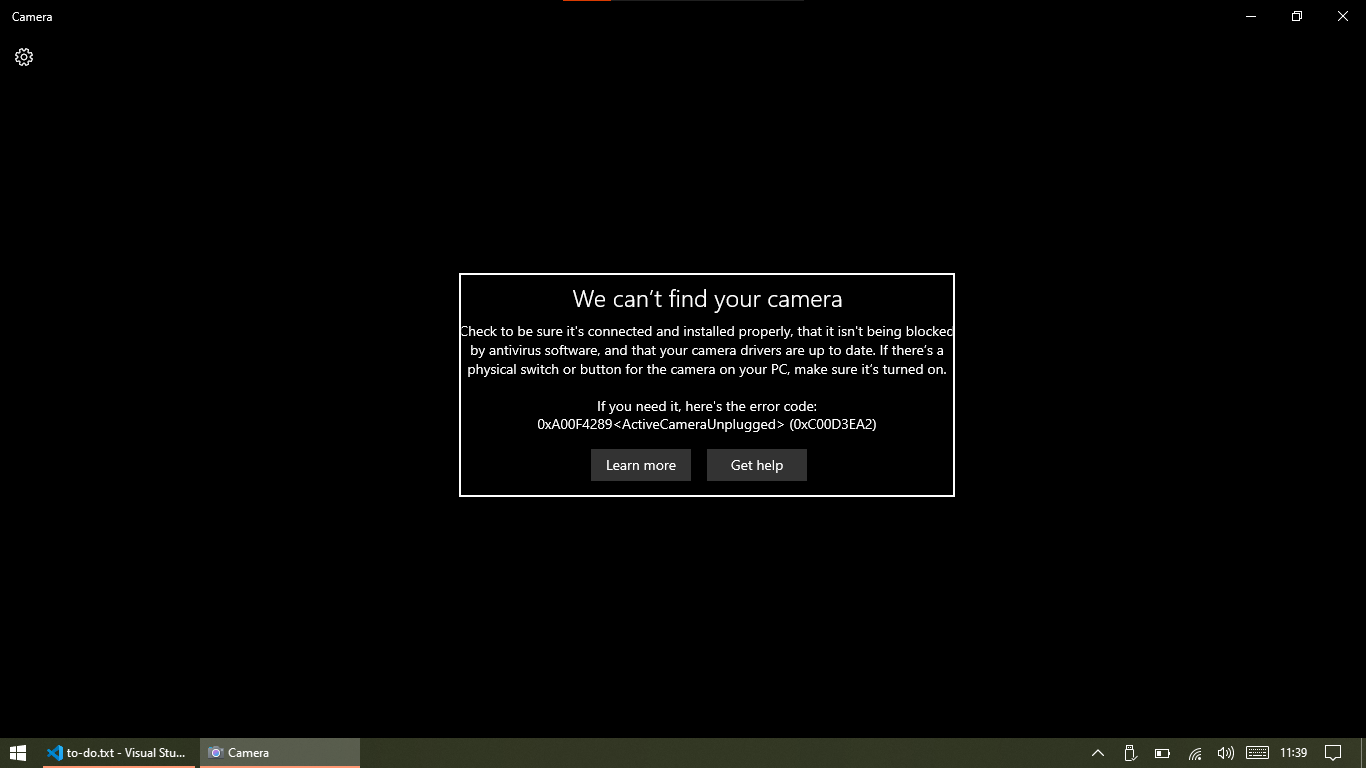 Camera
We can’t find your camera
Check to be sure it's connected and installed properly, that it isn't being blocked
by antivirus software, and that your camera drivers are up to date. If there’s a
physical switch or button for the camera on your PC, make sure it’s turned on.
If you need it, here's the error code:
0xA00F4289<ActiveCameraUnplugged> (0xC00D3EA2)
Learn more
Get help
to-do.txt - Visual Stu...
Camera
11:39